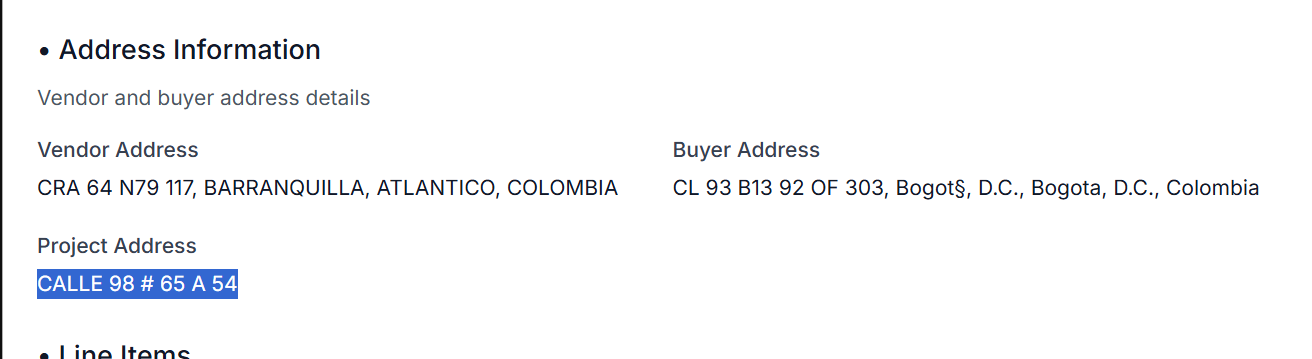 • Address Information
Vendor and buyer address details
Vendor Address
CRA 64 N79 117, BARRANQUILLA, ATLANTICO, COLOMBIA
Buyer Address
CL 93 B13 92 OF 303, Bogot§, D.C., Bogota, D.C., Colombia
Project Address
CALLE 98 # 65 A 54
• Line Items